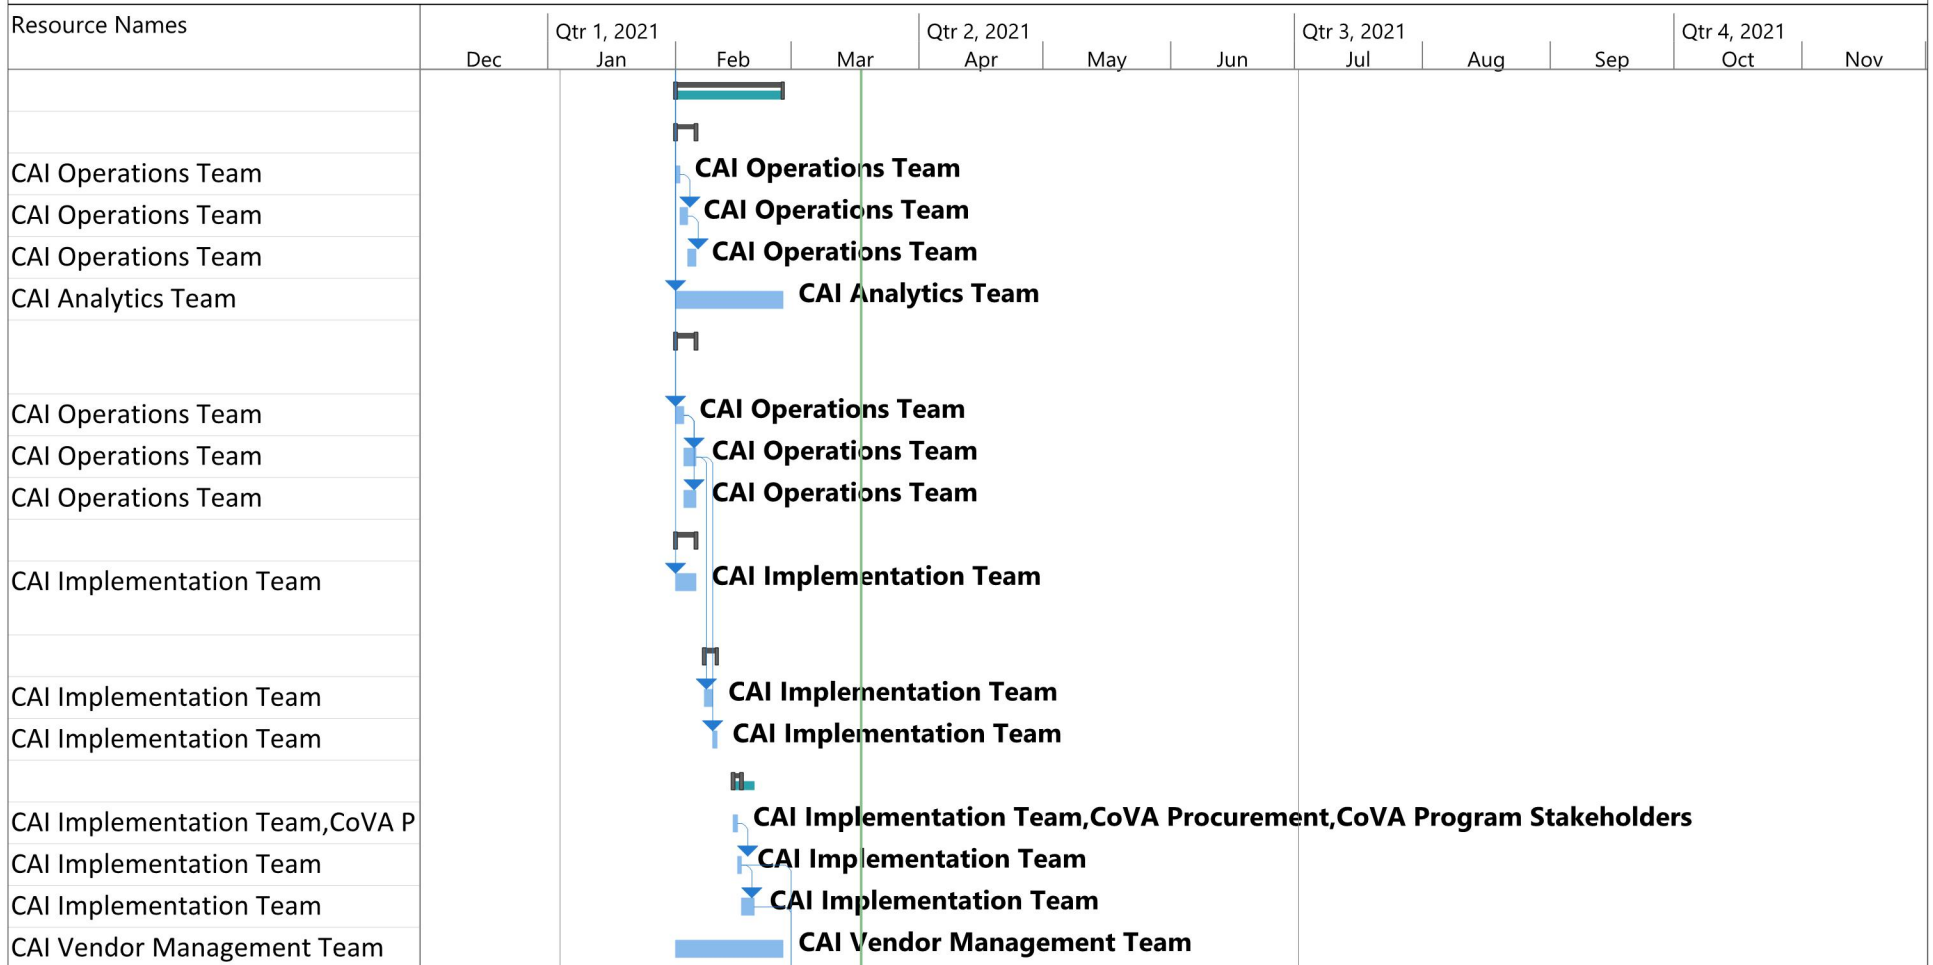 Resource Names
Qtr 1, 2021 Qtr 2, 2021 Qtr 3, 2021 Qtr 4, 2021
Dec Jan Feb Mar Apr May Jun Jul Aug Sep Oct Nov
CAI Operations Team CAI Operations Team
CAI Operations Team CAI Operations Team
CAI Operations Team CAI Operations Team
CAI Analytics Team CAI Analytics Team
CAI Operations Team CAI Operations Team
CAI Operations Team CAI Operations Team
CAI Operations Team CAI Operations Team
CAI Implementation Team CAI Implementation Team
CAI Implementation Team CAI Implementation Team
CAI Implementation Team CAI Implementation Team
CAI Implementation Team,CoVA P CAI Implementation Team,CoVA Procurement,CoVA Program Stakeholders
CAI Implementation Team CAI Implementation Team
CAI Implementation Team CAI Implementation Team
CAI Vendor Management Team CAI Vendor Management Team